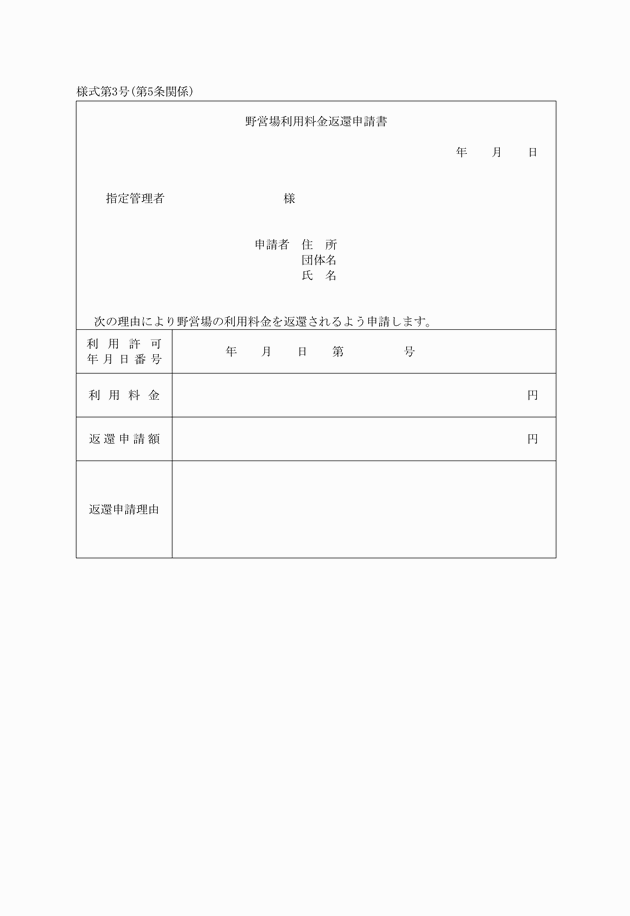 様式第3号(第5条関係)
野営場利用料金返還申請書
年　　月　　日
指定管理者　　　　　　　　　　様
申請者　住　所
団体名
氏　名
次の理由により野営場の利用料金を返還されるよう申請します。
利用許可
年月日番号
年　　月　　日　　第　　　　　号
利用料金
円
返還申請額
円
返還申請理由